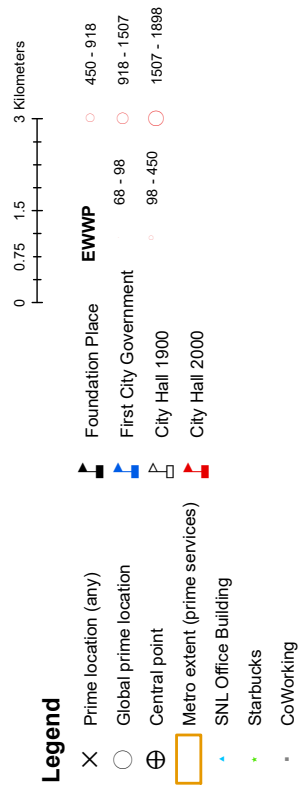 Legend
Prime location (any)
Global prime location
Central point
Metro extent (prime services)
SNL Office Building
Starbucks
CoWorking
Foundation Place
First City Government
City Hall 1900
City Hall 2000
0 0.75 1.5 3 Kilometers
EWWP
68 - 98
98 - 450
450 - 918
918 - 1507
1507 - 1898